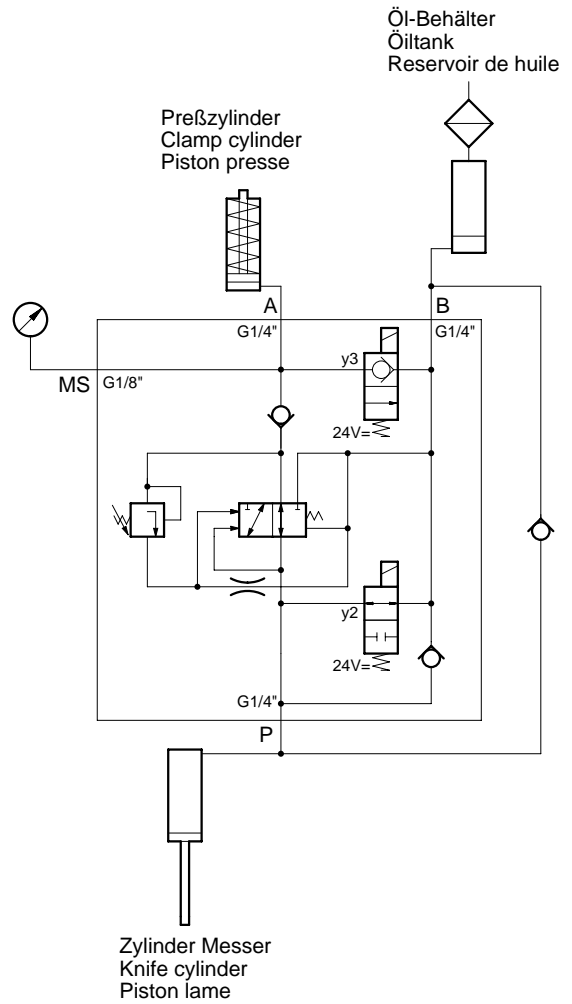 Öl-Behälter
Öiltank
Reservoir de huile
Preßzylinder
Clamp cylinder
Piston presse
A
B
G1/4"
G1/4"
y3
MS
G1/8"
24V=
y2
24V=
G1/4"
P
Zylinder Messer
Knife cylinder
Piston lame